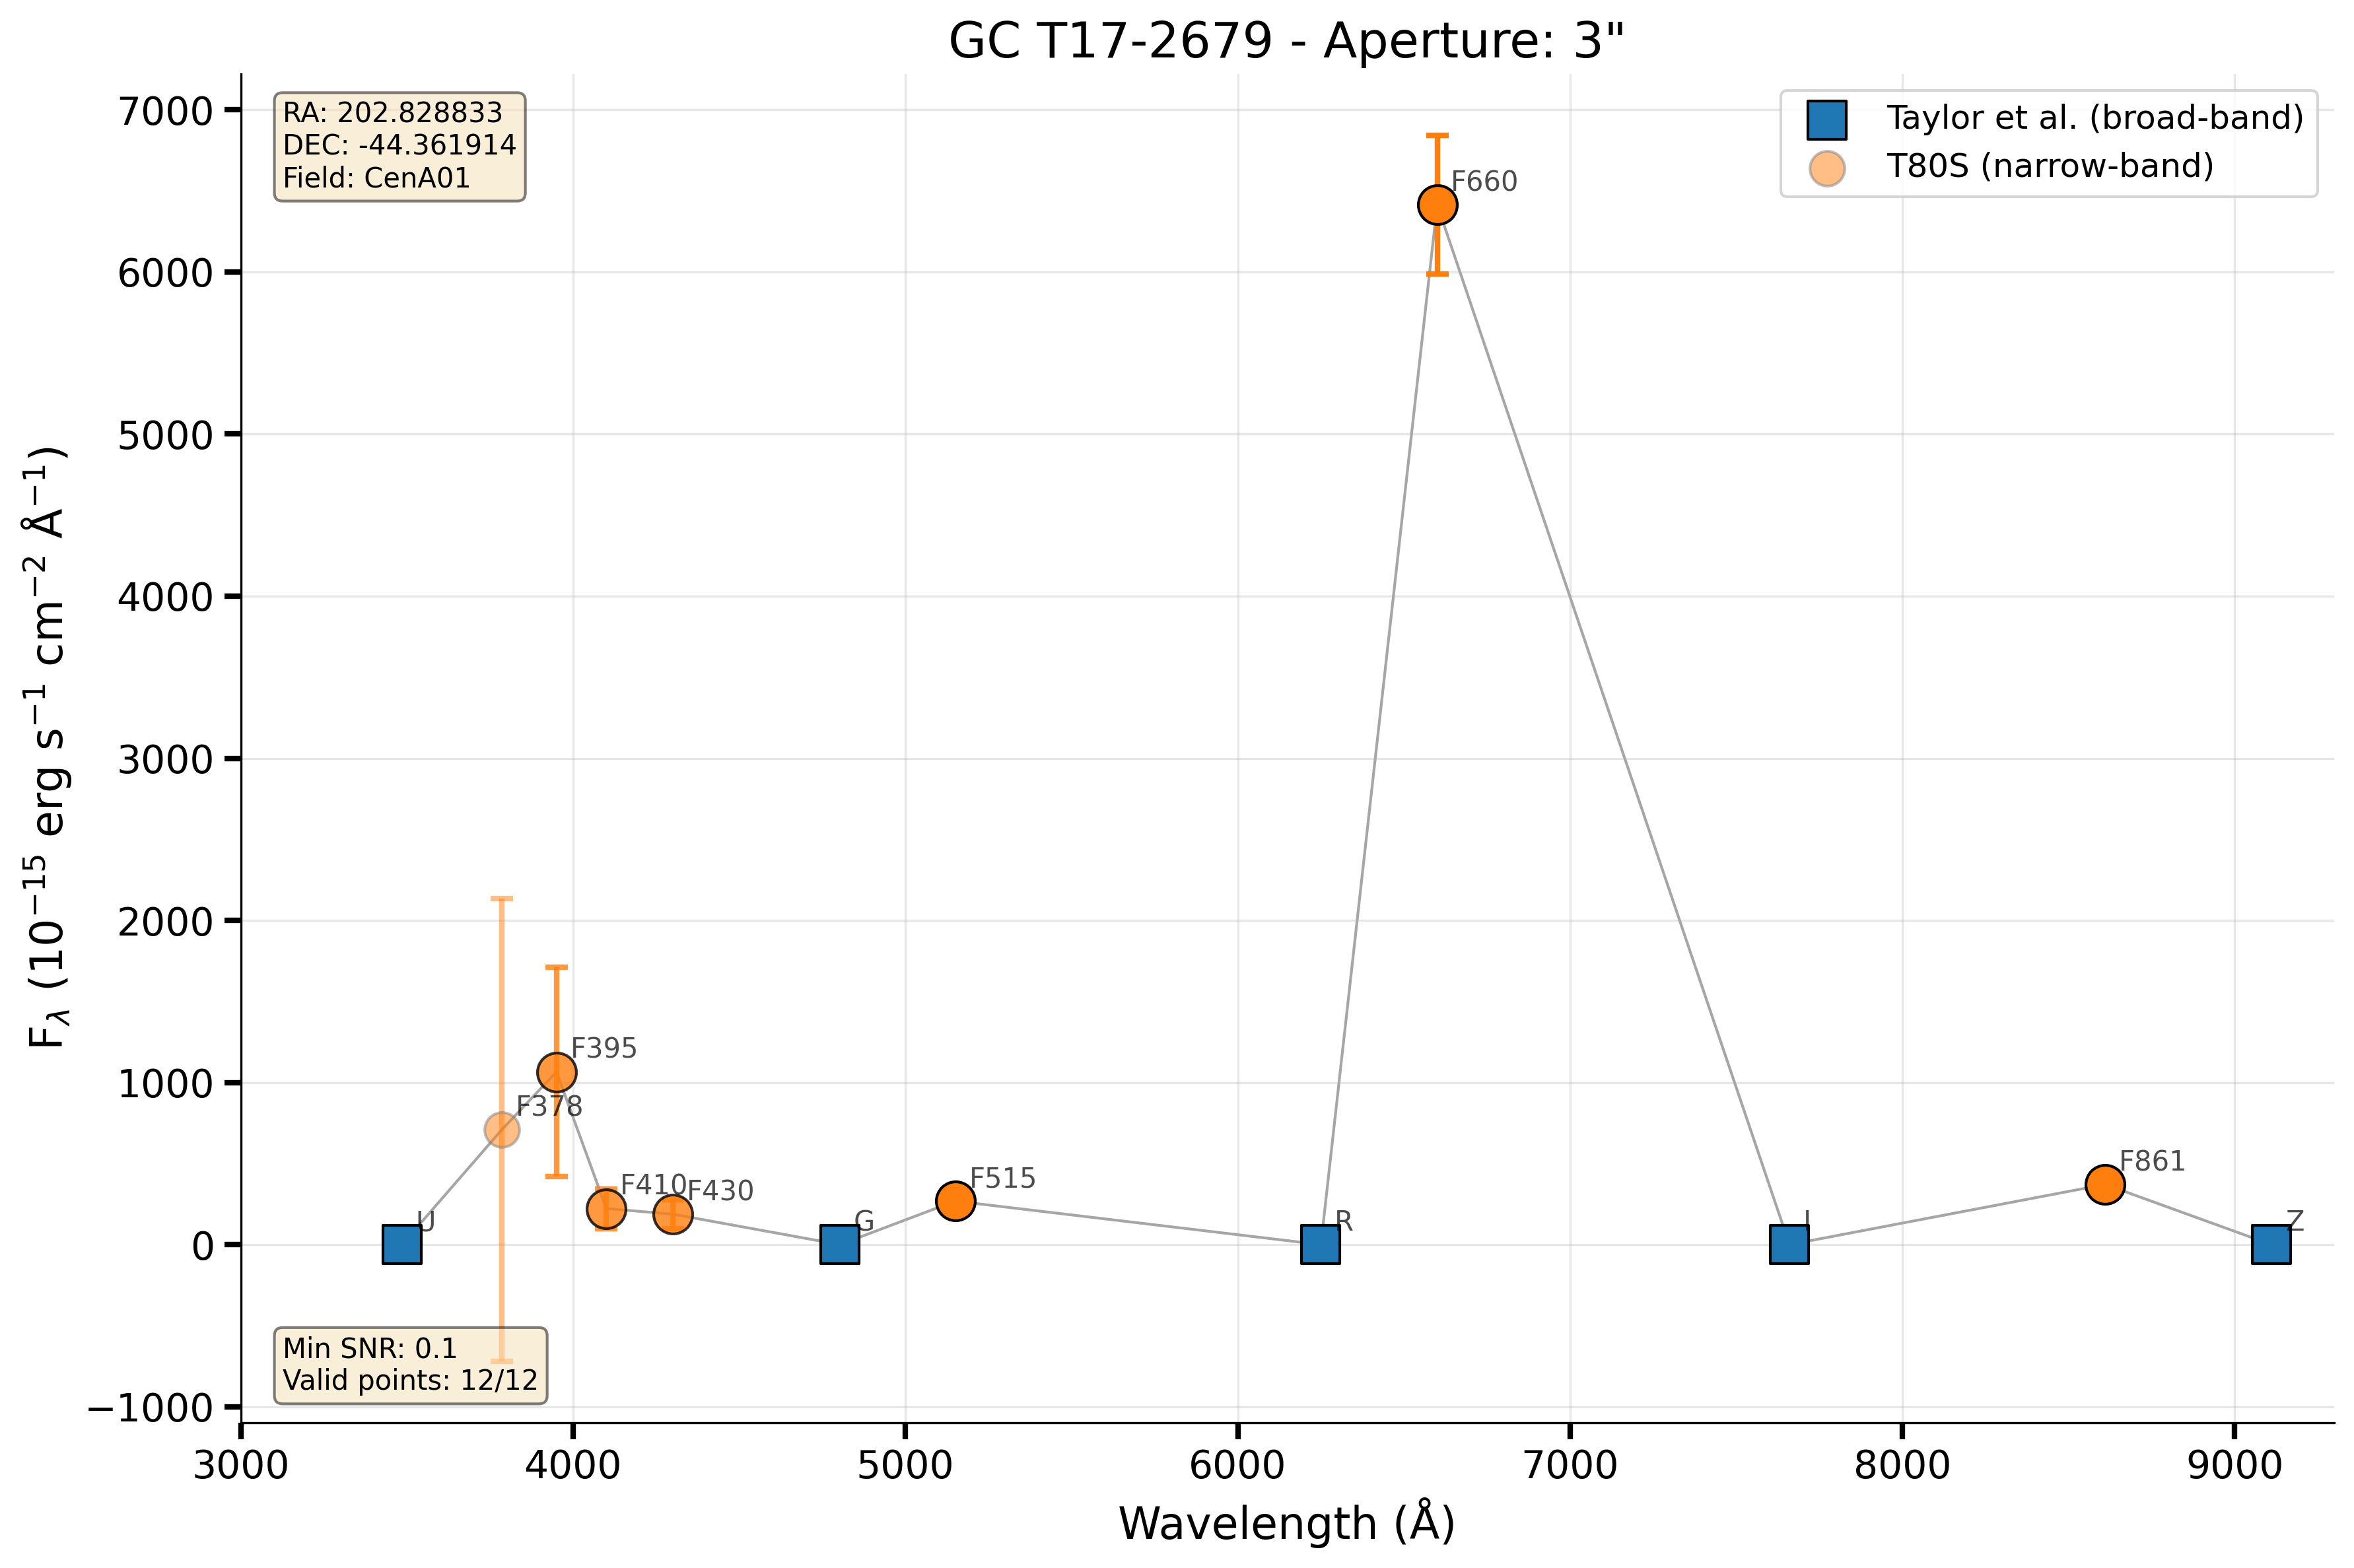 GC T17-2679 - Aperture: 3"
RA: 202.828833
DEC: -44.361914
Field: CenA01
Taylor et al. (broad-band)
T80S (narrow-band)
7000
6000
5000
4000
3000
2000
1000
0
−1000
F_λ (10⁻¹⁵ erg s⁻¹ cm⁻² Å⁻¹)
F660
F395
F378
F410
F430
F515
F861
U
G
R
I
Z
Min SNR: 0.1
Valid points: 12/12
3000
4000
5000
6000
7000
8000
9000
Wavelength (Å)